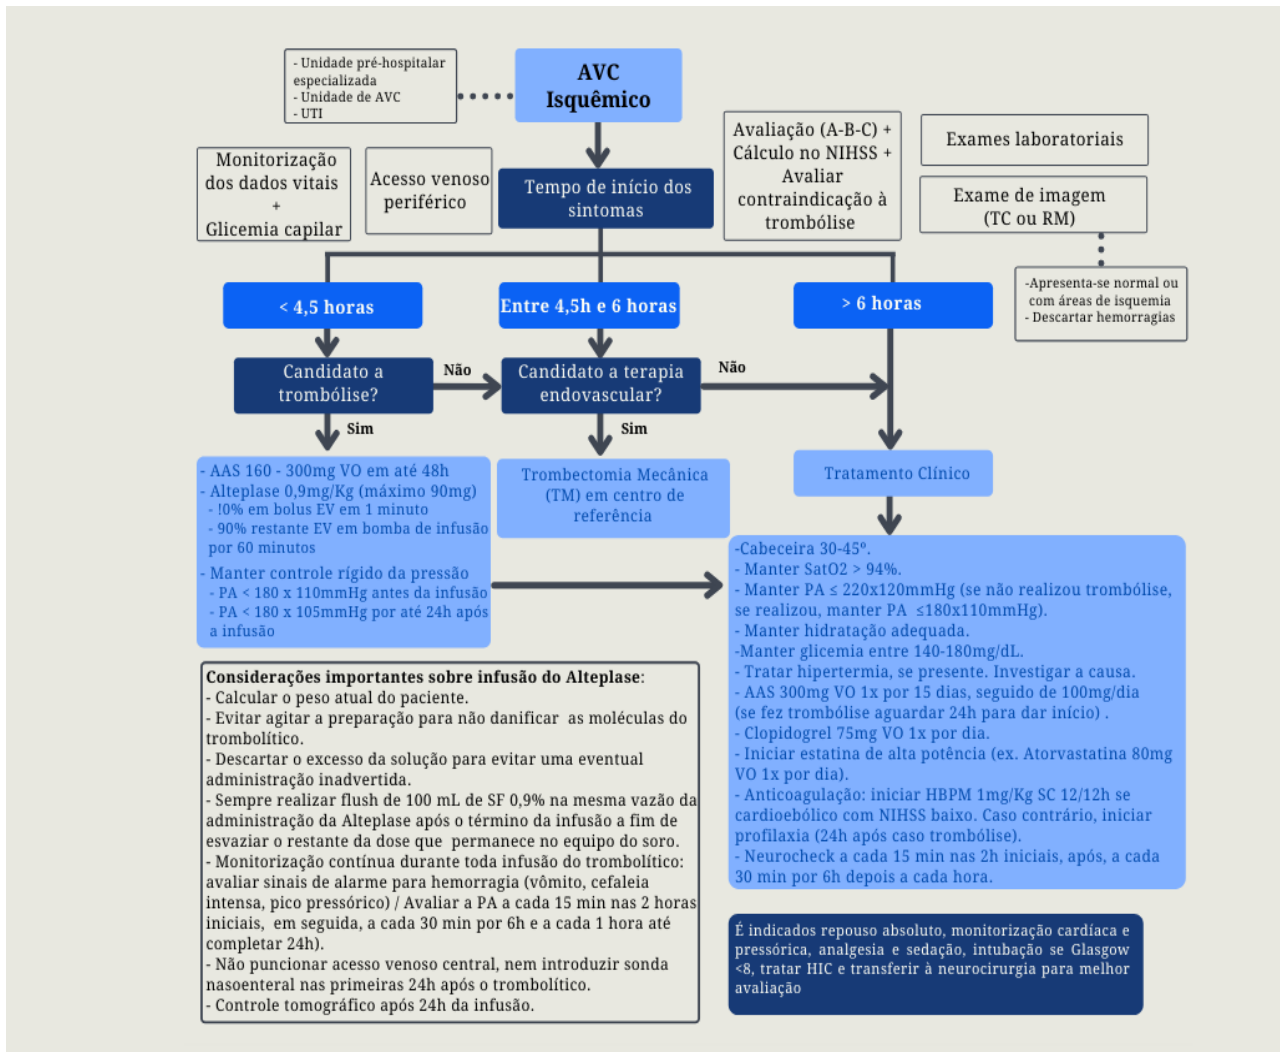 - Unidade pré-hospitalar
especializada
- Unidade de AVC
- UTI
AVC
Isquêmico
Monitorização
dos dados vitais
+
Glicemia capilar
Acesso venoso
periférico
Tempo de início dos
sintomas
Avaliação (A-B-C) +
Cálculo no NIHSS +
Avaliar
contraindicação à
trombólise
Exames laboratoriais
Exame de imagem
(TC ou RM)
-Apresenta-se normal ou
com áreas de isquemia
- Descartar hemorragias
< 4,5 horas
Entre 4,5h e 6 horas
> 6 horas
Candidato a
trombólise?
Não
Candidato a terapia
endovascular?
Não
Sim
Sim
- AAS 160 - 300mg VO em até 48h
- Alteplase 0,9mg/Kg (máximo 90mg)
- !0% em bolus EV em 1 minuto
- 90% restante EV em bomba de infusão
por 60 minutos
- Manter controle rígido da pressão
- PA < 180 x 110mmHg antes da infusão
- PA < 180 x 105mmHg por até 24h após
a infusão
Trombectomia Mecânica
(TM) em centro de
referência
Tratamento Clínico
-Cabeceira 30-45º.
- Manter SatO2 > 94%.
- Manter PA ≤ 220x120mmHg (se não realizou trombólise,
se realizou, manter PA ≤180x110mmHg).
- Manter hidratação adequada.
-Manter glicemia entre 140-180mg/dL.
- Tratar hipertermia, se presente. Investigar a causa.
- AAS 300mg VO 1x por 15 dias, seguido de 100mg/dia
(se fez trombólise aguardar 24h para dar início) .
- Clopidogrel 75mg VO 1x por dia.
- Iniciar estatina de alta potência (ex. Atorvastatina 80mg
VO 1x por dia).
- Anticoagulação: iniciar HBPM 1mg/Kg SC 12/12h se
cardioebólico com NIHSS baixo. Caso contrário, iniciar
profilaxia (24h após caso trombólise).
- Neurocheck a cada 15 min nas 2h iniciais, após, a cada
30 min por 6h depois a cada hora.
Considerações importantes sobre infusão do Alteplase:
- Calcular o peso atual do paciente.
- Evitar agitar a preparação para não danificar as moléculas do
trombolítico.
- Descartar o excesso da solução para evitar uma eventual
administração inadvertida.
- Sempre realizar flush de 100 mL de SF 0,9% na mesma vazão da
administração da Alteplase após o término da infusão a fim de
esvaziar o restante da dose que permanece no equipo do soro.
- Monitorização contínua durante toda infusão do trombolítico:
avaliar sinais de alarme para hemorragia (vômito, cefaleia
intensa, pico pressórico) / Avaliar a PA a cada 15 min nas 2 horas
iniciais, em seguida, a cada 30 min por 6h e a cada 1 hora até
completar 24h).
- Não puncionar acesso venoso central, nem introduzir sonda
nasoenteral nas primeiras 24h após o trombolítico.
- Controle tomográfico após 24h da infusão.
É indicados repouso absoluto, monitorização cardíaca e
pressórica, analgesia e sedação, intubação se Glasgow
<8, tratar HIC e transferir à neurocirurgia para melhor
avaliação